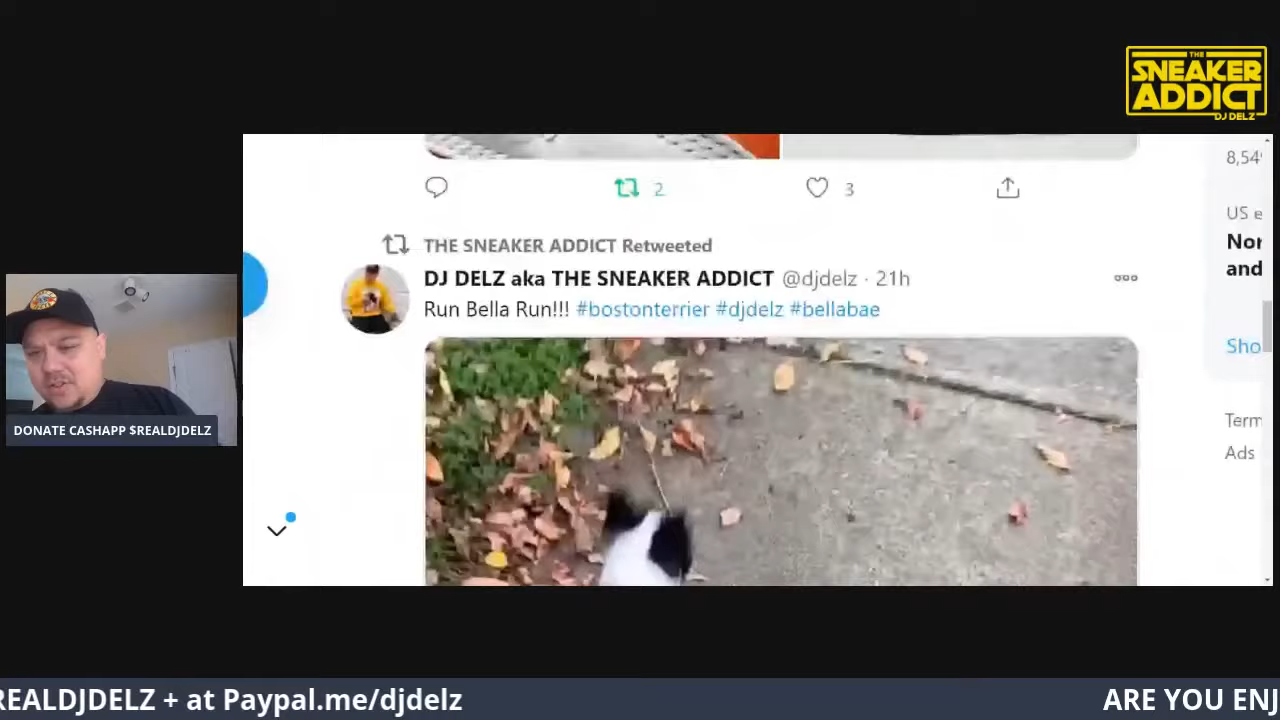 THE
SNEAKER
ADDICT
DJ DELZ
8,549
2
3
US e
Nor
and
THE SNEAKER ADDICT Retweeted
DJ DELZ aka THE SNEAKER ADDICT @djdelz · 21h
Run Bella Run!!! #bostonterrier #djdelz #bellabae
Sho
Term
Ads
DONATE CASHAPP $REALDJDELZ
REALDJDELZ + at Paypal.me/djdelz
ARE YOU ENJ